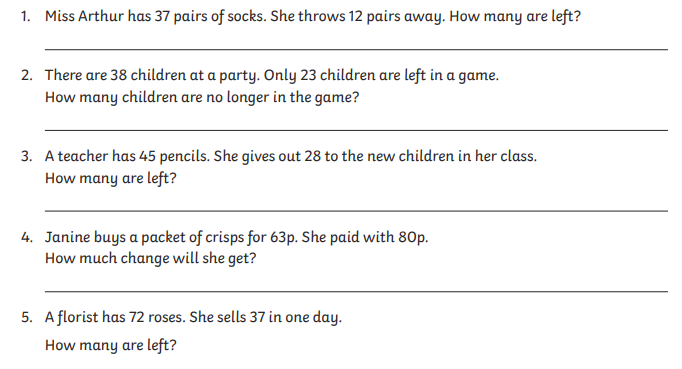 1. Miss Arthur has 37 pairs of socks. She throws 12 pairs away. How many are left?
2. There are 38 children at a party. Only 23 children are left in a game.
How many children are no longer in the game?
3. A teacher has 45 pencils. She gives out 28 to the new children in her class.
How many are left?
4. Janine buys a packet of crisps for 63p. She paid with 80p.
How much change will she get?
5. A florist has 72 roses. She sells 37 in one day.
How many are left?